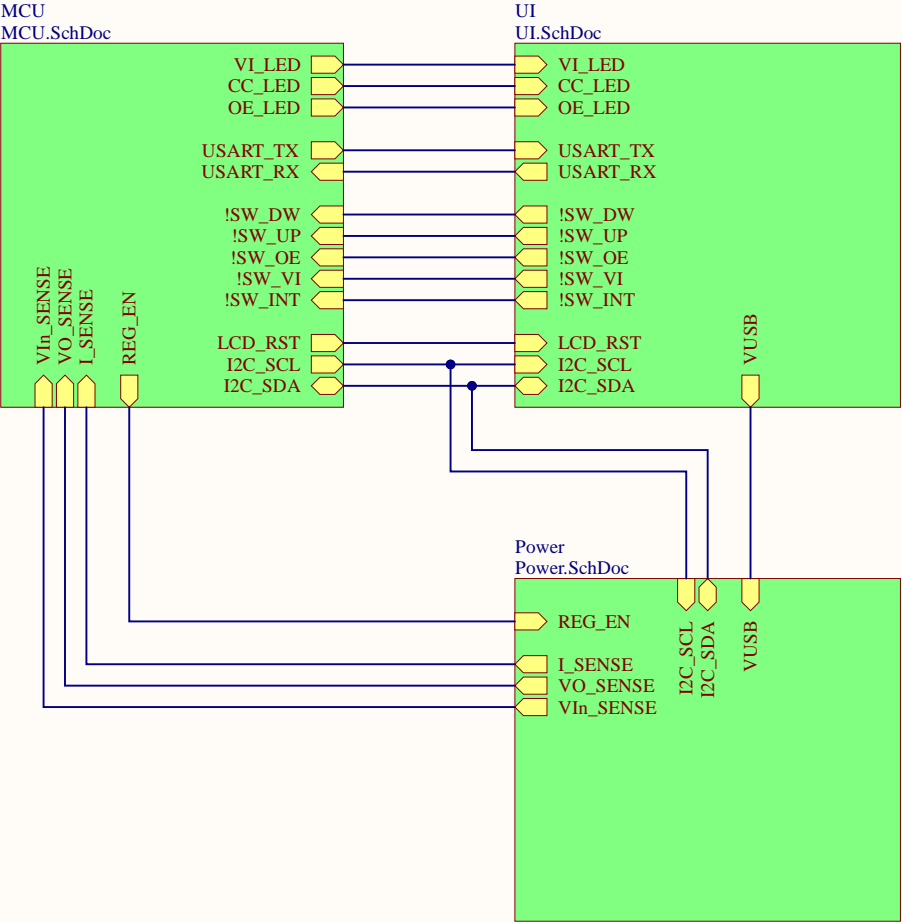 MCU
MCU.SchDoc
VI_LED
CC_LED
OE_LED
USART_TX
USART_RX
!SW_DW
!SW_UP
!SW_OE
!SW_VI
!SW_INT
LCD_RST
I2C_SCL
I2C_SDA
VIn_SENSE
VO_SENSE
I_SENSE
REG_EN
UI
UI.SchDoc
VI_LED
CC_LED
OE_LED
USART_TX
USART_RX
!SW_DW
!SW_UP
!SW_OE
!SW_VI
!SW_INT
LCD_RST
I2C_SCL
I2C_SDA
VUSB
Power
Power.SchDoc
REG_EN
I_SENSE
VO_SENSE
VIn_SENSE
I2C_SCL
I2C_SDA
VUSB